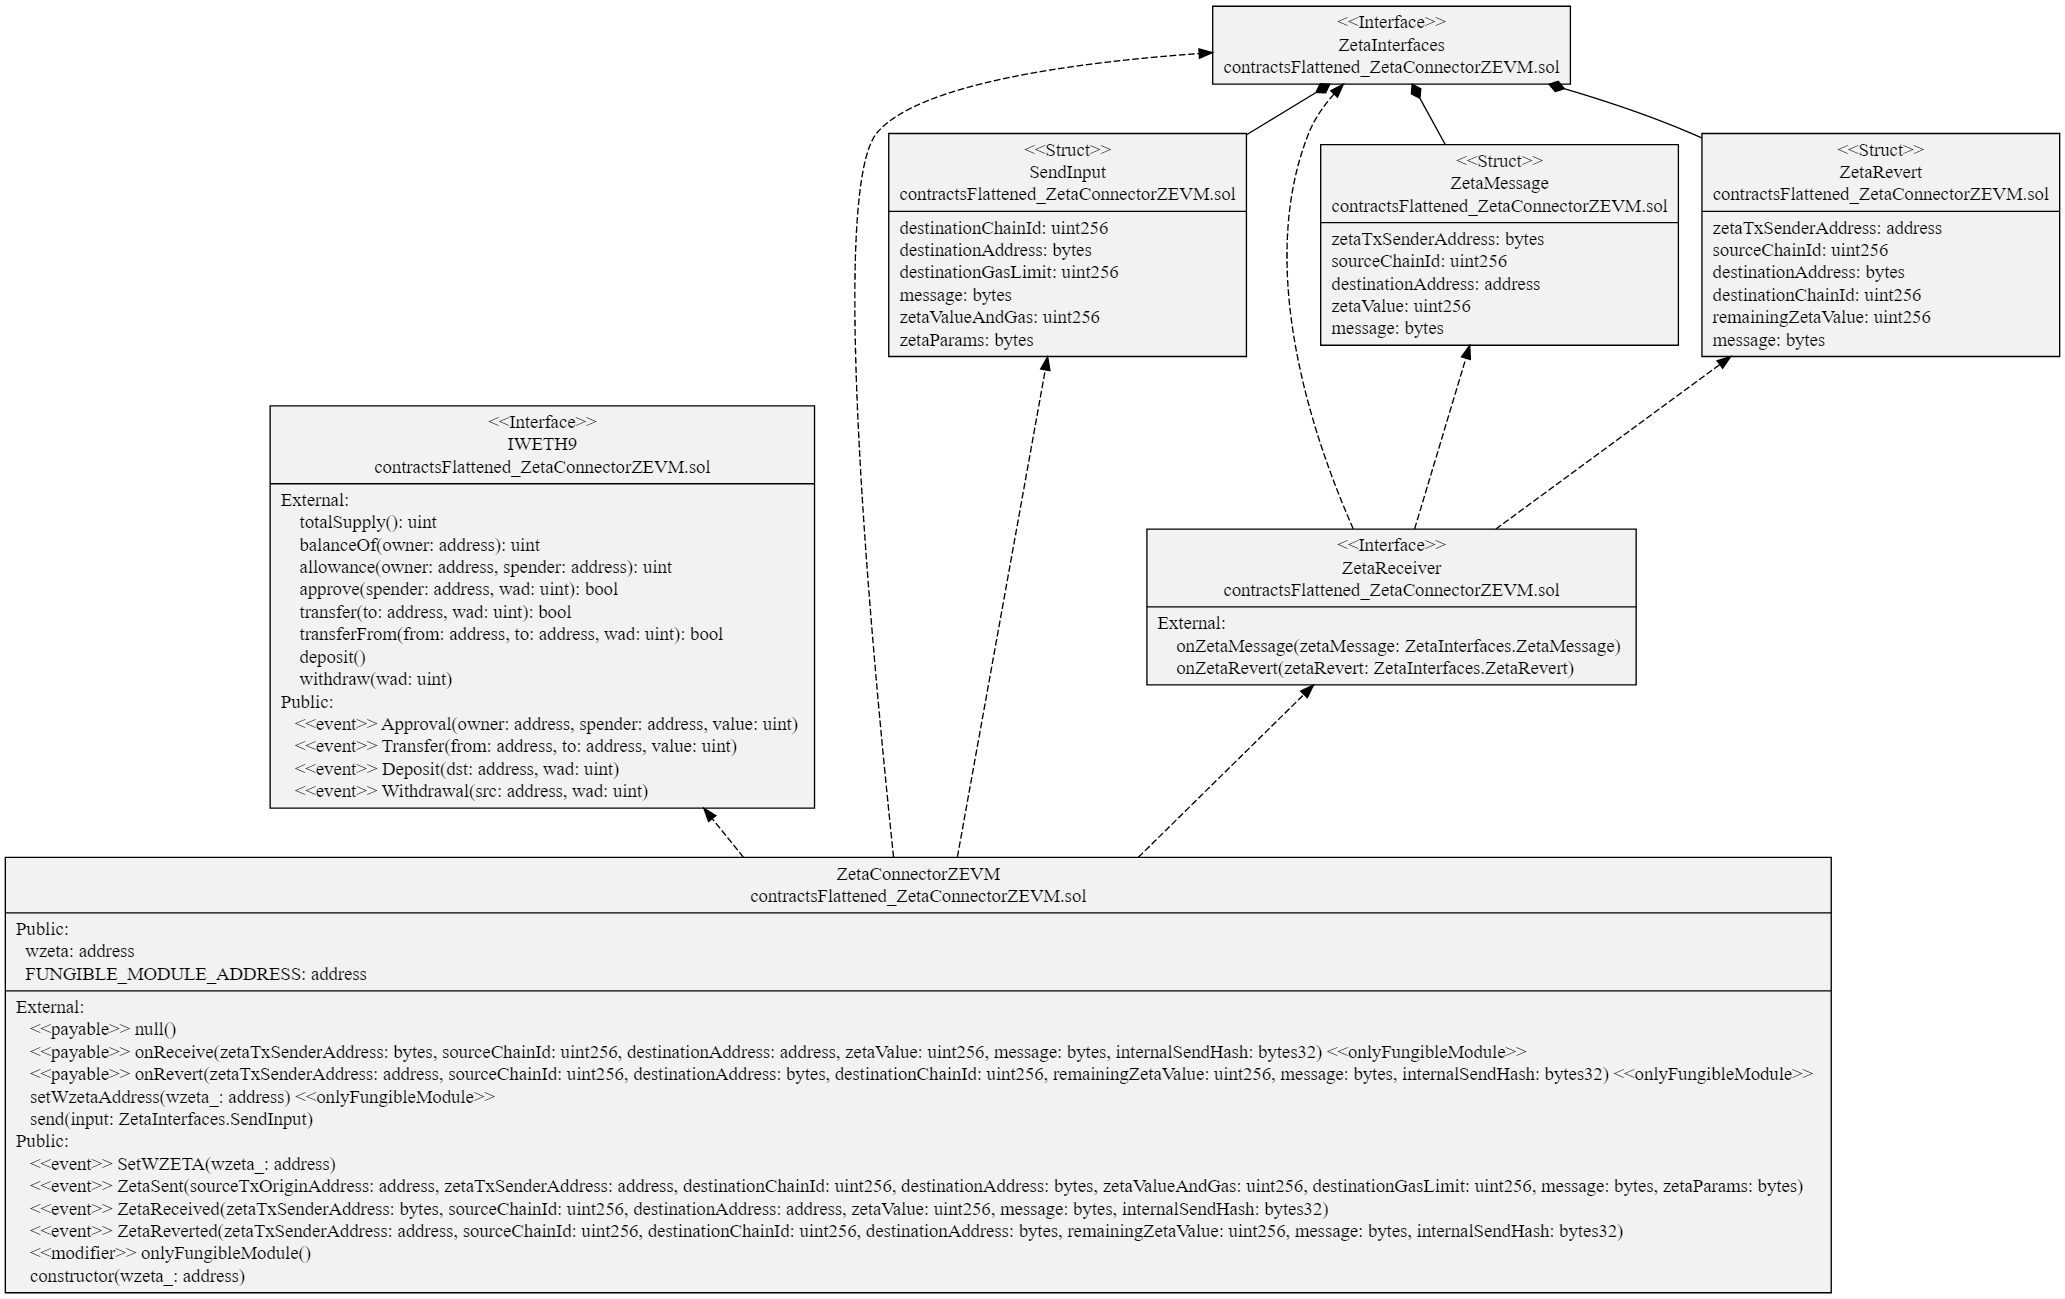 <<Interface>>
ZetaInterfaces
contractsFlattened_ZetaConnectorZEVM.sol
<<Struct>>
SendInput
contractsFlattened_ZetaConnectorZEVM.sol
destinationChainId: uint256
destinationAddress: bytes
destinationGasLimit: uint256
message: bytes
zetaValueAndGas: uint256
zetaParams: bytes
<<Struct>>
ZetaMessage
contractsFlattened_ZetaConnectorZEVM.sol
zetaTxSenderAddress: bytes
sourceChainId: uint256
destinationAddress: address
zetaValue: uint256
message: bytes
<<Struct>>
ZetaRevert
contractsFlattened_ZetaConnectorZEVM.sol
zetaTxSenderAddress: address
sourceChainId: uint256
destinationAddress: bytes
destinationChainId: uint256
remainingZetaValue: uint256
message: bytes
<<Interface>>
IWETH9
contractsFlattened_ZetaConnectorZEVM.sol
External:
totalSupply(): uint
balanceOf(owner: address): uint
allowance(owner: address, spender: address): uint
approve(spender: address, wad: uint): bool
transfer(to: address, wad: uint): bool
transferFrom(from: address, to: address, wad: uint): bool
deposit()
withdraw(wad: uint)
Public:
<<event>> Approval(owner: address, spender: address, value: uint)
<<event>> Transfer(from: address, to: address, value: uint)
<<event>> Deposit(dst: address, wad: uint)
<<event>> Withdrawal(src: address, wad: uint)
<<Interface>>
ZetaReceiver
contractsFlattened_ZetaConnectorZEVM.sol
External:
onZetaMessage(zetaMessage: ZetaInterfaces.ZetaMessage)
onZetaRevert(zetaRevert: ZetaInterfaces.ZetaRevert)
ZetaConnectorZEVM
contractsFlattened_ZetaConnectorZEVM.sol
Public:
wzeta: address
FUNGIBLE_MODULE_ADDRESS: address
External:
<<payable>> null()
<<payable>> onReceive(zetaTxSenderAddress: bytes, sourceChainId: uint256, destinationAddress: address, zetaValue: uint256, message: bytes, internalSendHash: bytes32) <<onlyFungibleModule>>
<<payable>> onRevert(zetaTxSenderAddress: address, sourceChainId: uint256, destinationAddress: bytes, destinationChainId: uint256, remainingZetaValue: uint256, message: bytes, internalSendHash: bytes32) <<onlyFungibleModule>>
setWzetaAddress(wzeta_: address) <<onlyFungibleModule>>
send(input: ZetaInterfaces.SendInput)
Public:
<<event>> SetWZETA(wzeta_: address)
<<event>> ZetaSent(sourceTxOriginAddress: address, zetaTxSenderAddress: address, destinationChainId: uint256, destinationAddress: bytes, zetaValueAndGas: uint256, destinationGasLimit: uint256, message: bytes, zetaParams: bytes)
<<event>> ZetaReceived(zetaTxSenderAddress: bytes, sourceChainId: uint256, destinationAddress: address, zetaValue: uint256, message: bytes, internalSendHash: bytes32)
<<event>> ZetaReverted(zetaTxSenderAddress: address, sourceChainId: uint256, destinationChainId: uint256, destinationAddress: bytes, remainingZetaValue: uint256, message: bytes, internalSendHash: bytes32)
<<modifier>> onlyFungibleModule()
constructor(wzeta_: address)